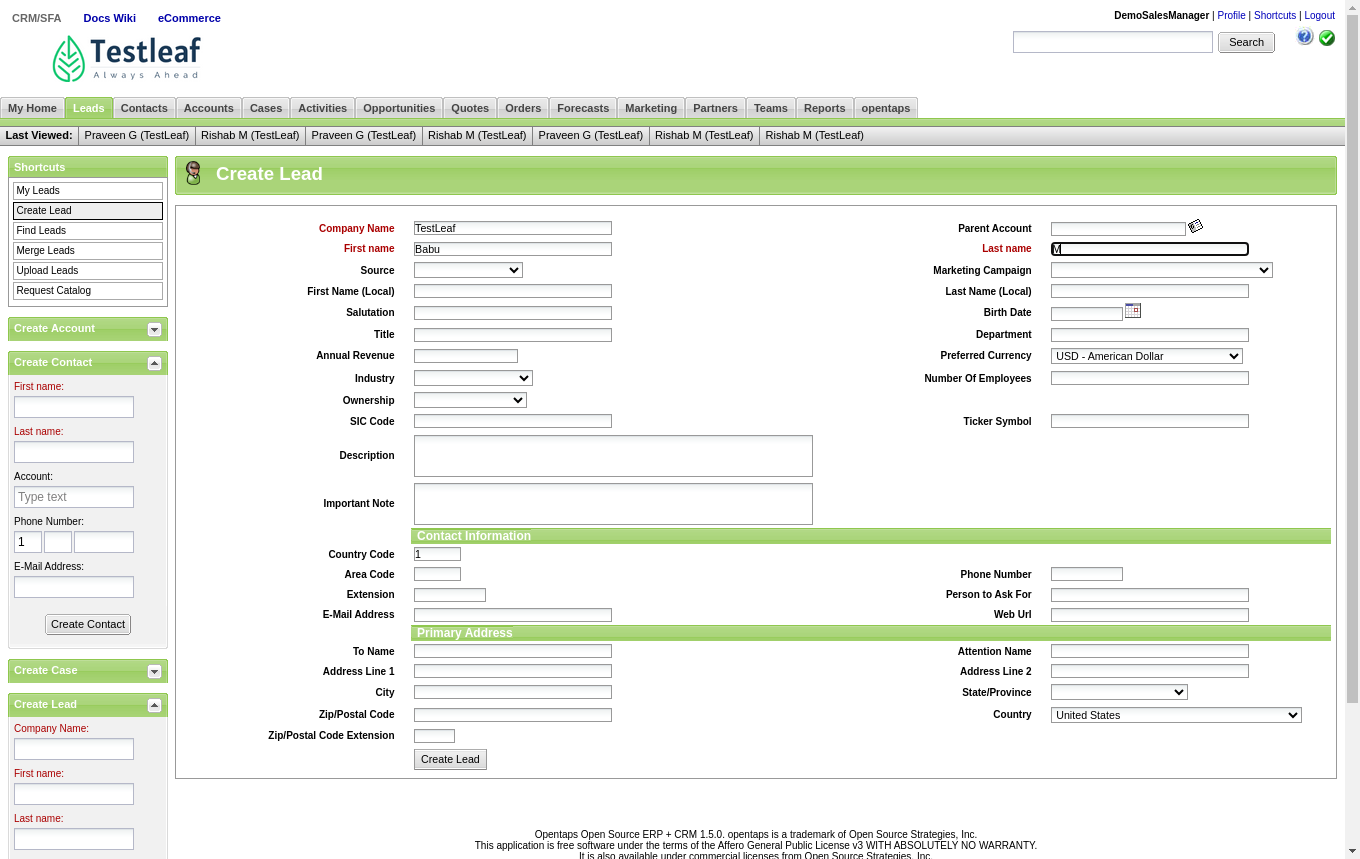 CRM/SFA Docs Wiki eCommerce
DemoSalesManager | Profile | Shortcuts | Logout
Testleaf
Always Ahead
Search
My Home Leads Contacts Accounts Cases Activities Opportunities Quotes Orders Forecasts Marketing Partners Teams Reports opentaps
Last Viewed: Praveen G (TestLeaf) Rishab M (TestLeaf) Praveen G (TestLeaf) Rishab M (TestLeaf) Praveen G (TestLeaf) Rishab M (TestLeaf) Rishab M (TestLeaf)
Shortcuts
My Leads
Create Lead
Find Leads
Merge Leads
Upload Leads
Request Catalog
Create Account
Create Contact
First name:
Last name:
Account:
Type text
Phone Number:
1
E-Mail Address:
Create Contact
Create Case
Create Lead
Company Name:
First name:
Last name:
Create Lead
Company Name TestLeaf Parent Account
First name Babu Last name M
Source Marketing Campaign
First Name (Local) Last Name (Local)
Salutation Birth Date
Title Department
Annual Revenue Preferred Currency USD - American Dollar
Industry Number Of Employees
Ownership
SIC Code Ticker Symbol
Description
Important Note
Contact Information
Country Code 1
Area Code Phone Number
Extension Person to Ask For
E-Mail Address Web Url
Primary Address
To Name Attention Name
Address Line 1 Address Line 2
City State/Province
Zip/Postal Code Country United States
Zip/Postal Code Extension
Create Lead
Opentaps Open Source ERP + CRM 1.5.0. opentaps is a trademark of Open Source Strategies, Inc.
This application is free software under the terms of the Affero General Public License v3 WITH ABSOLUTELY NO WARRANTY.
It is also available under commercial licenses from Open Source Strategies, Inc.